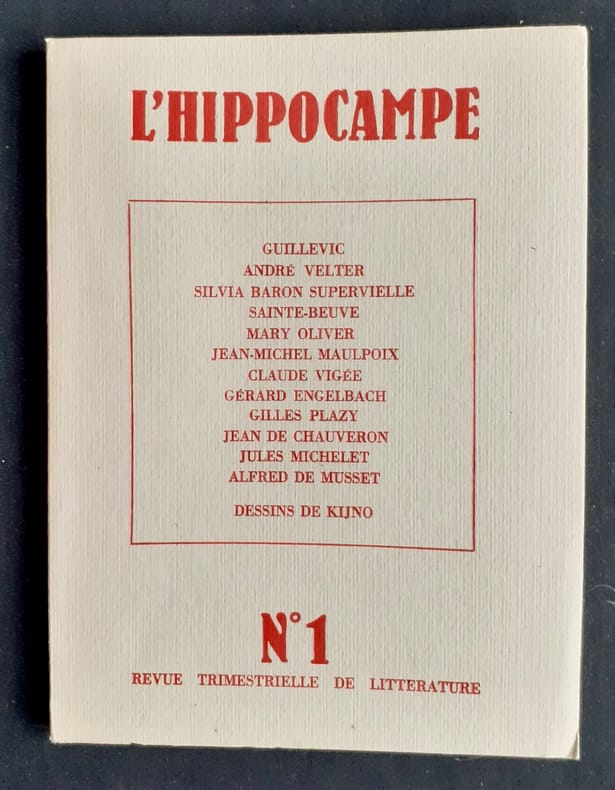 L'HIPPOCAMPE
GUILLEVIC
ANDRÉ VELTER
SILVIA BARON SUPERVIELLE
SAINTE-BEUVE
MARY OLIVER
JEAN-MICHEL MAULPOIX
CLAUDE VIGÉE
GÉRARD ENGELBACH
GILLES PLAZY
JEAN DE CHAUVERON
JULES MICHELET
ALFRED DE MUSSET
DESSINS DE KIJNO
N° 1
REVUE TRIMESTRIELLE DE LITTERATURE